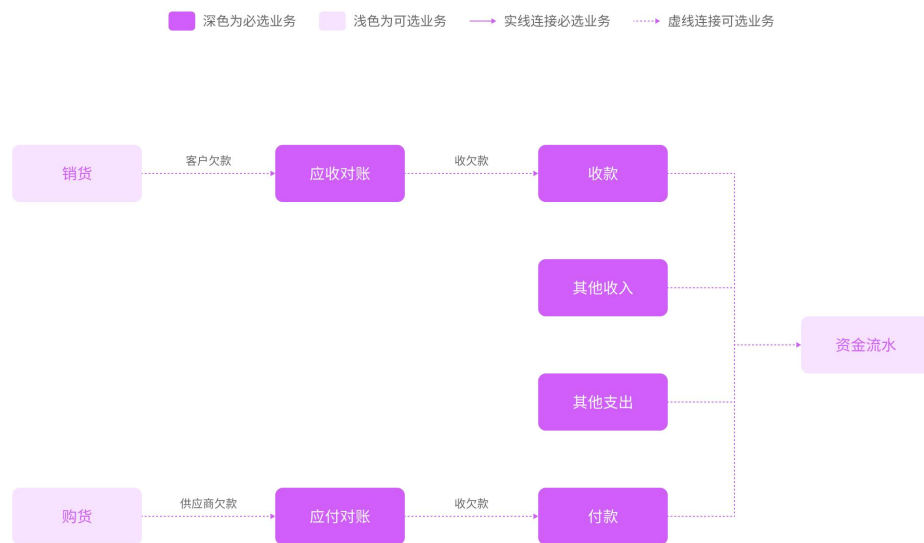 深色为必选业务 浅色为可选业务 实线连接必选业务 虚线连接可选业务
客户欠款 收欠款
销货 应收对账 收款
其他收入
资金流水
其他支出
供应商欠款 收欠款
购货 应付对账 付款